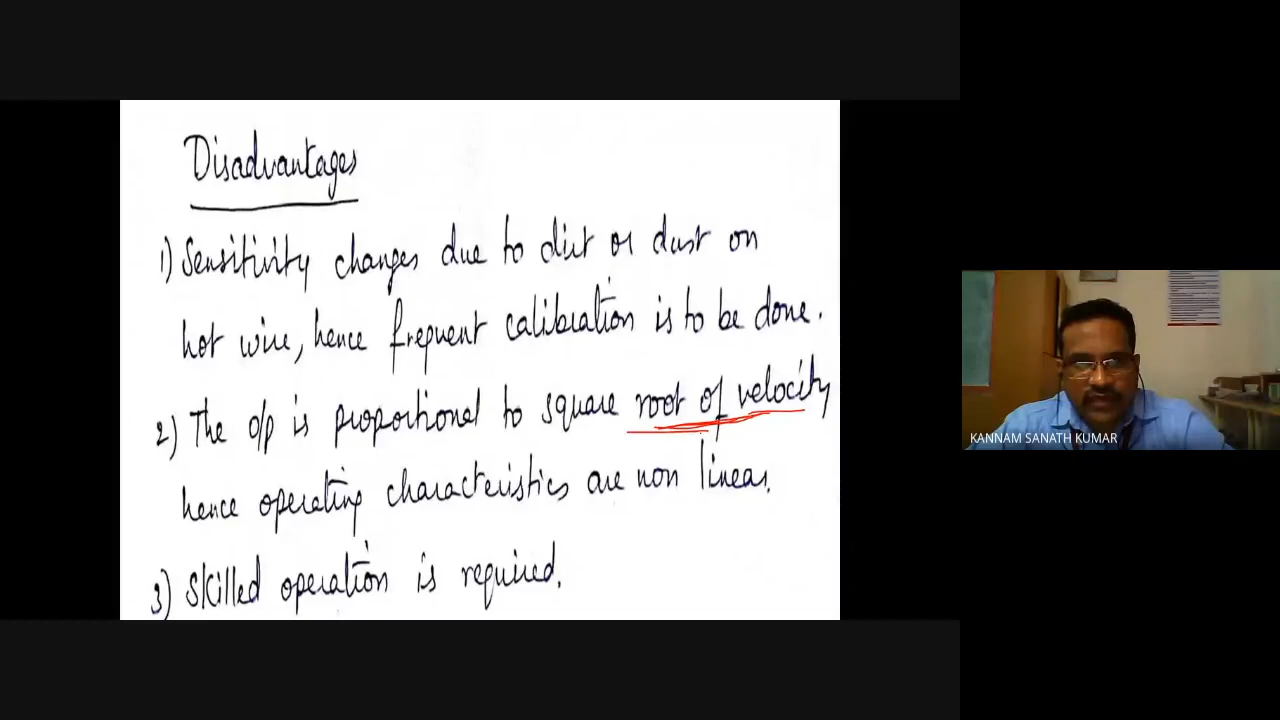 Disadvantages
1) Sensitivity changes due to dirt or dust on
hot wire, hence frequent calibration is to be done.
2) The o/p is proportional to square root of velocity
hence operating characteristics are non linear.
3) Skilled operation is required.
KANNAM SANATH KUMAR